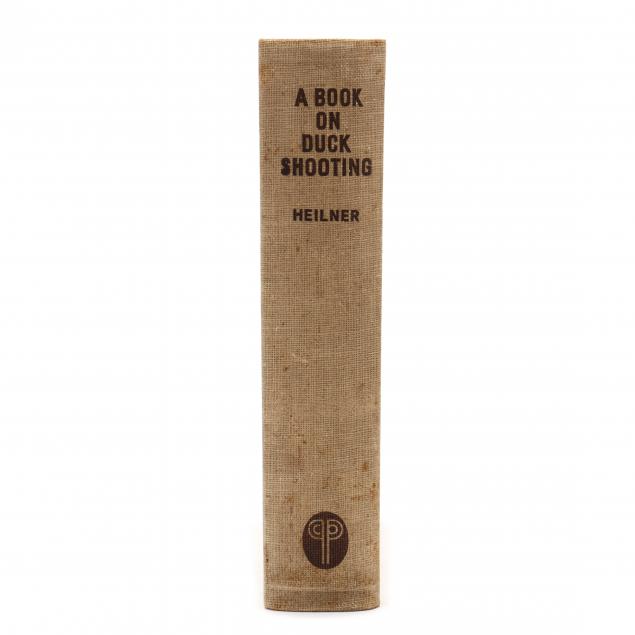 A BOOK
ON
DUCK
SHOOTING
HEILNER